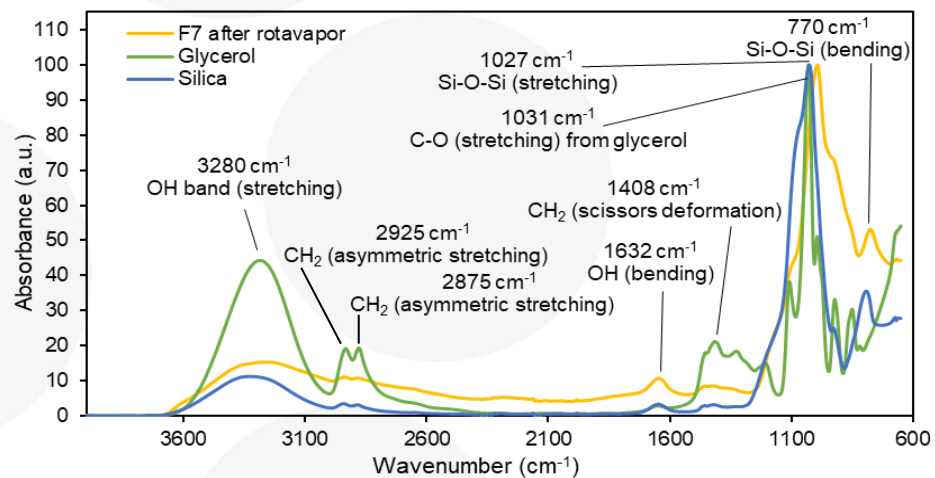 110
100
90
80
70
60
50
40
30
20
10
0
Absorbance (a.u.)
F7 after rotavapor
Glycerol
Silica
770 cm⁻¹
Si-O-Si (bending)
1027 cm⁻¹
Si-O-Si (stretching)
1031 cm⁻¹
C-O (stretching) from glycerol
3280 cm⁻¹
OH band (stretching)
1408 cm⁻¹
CH₂ (scissors deformation)
2925 cm⁻¹
CH₂ (asymmetric stretching)
1632 cm⁻¹
OH (bending)
2875 cm⁻¹
CH₂ (asymmetric stretching)
3600 3100 2600 2100 1600 1100 600
Wavenumber (cm⁻¹)